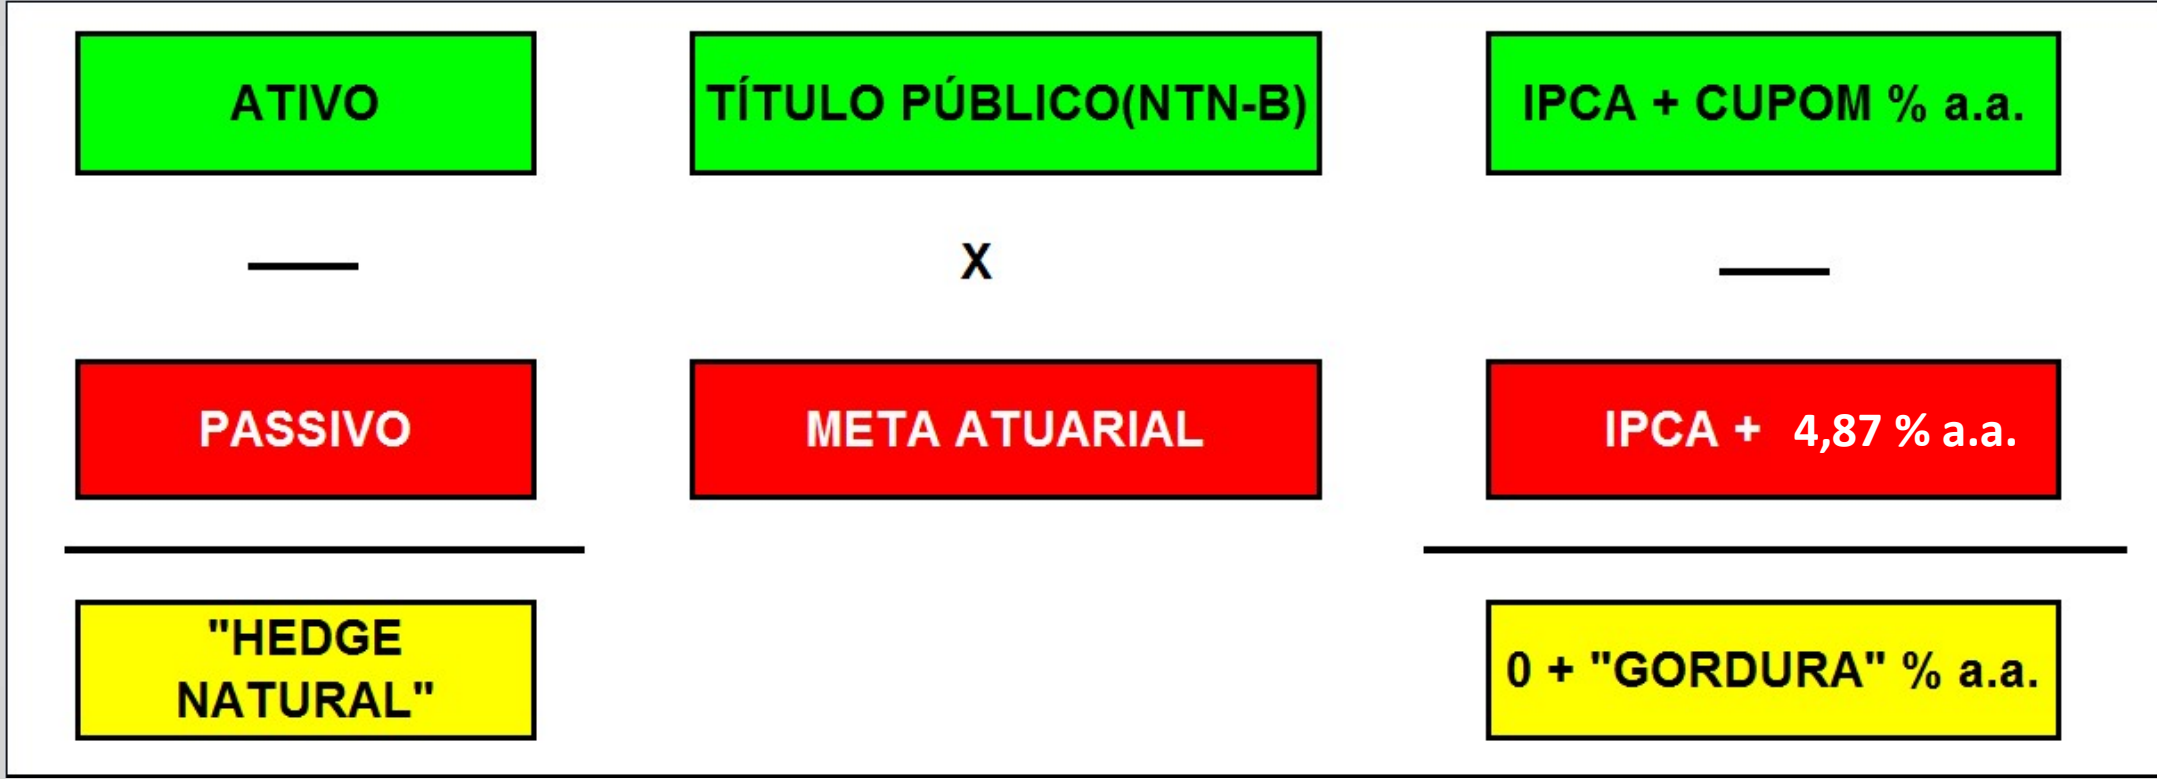 ATIVO
TÍTULO PÚBLICO(NTN-B)
IPCA + CUPOM % a.a.
X
PASSIVO
META ATUARIAL
IPCA + 4,87 % a.a.
"HEDGE
NATURAL"
0 + "GORDURA" % a.a.